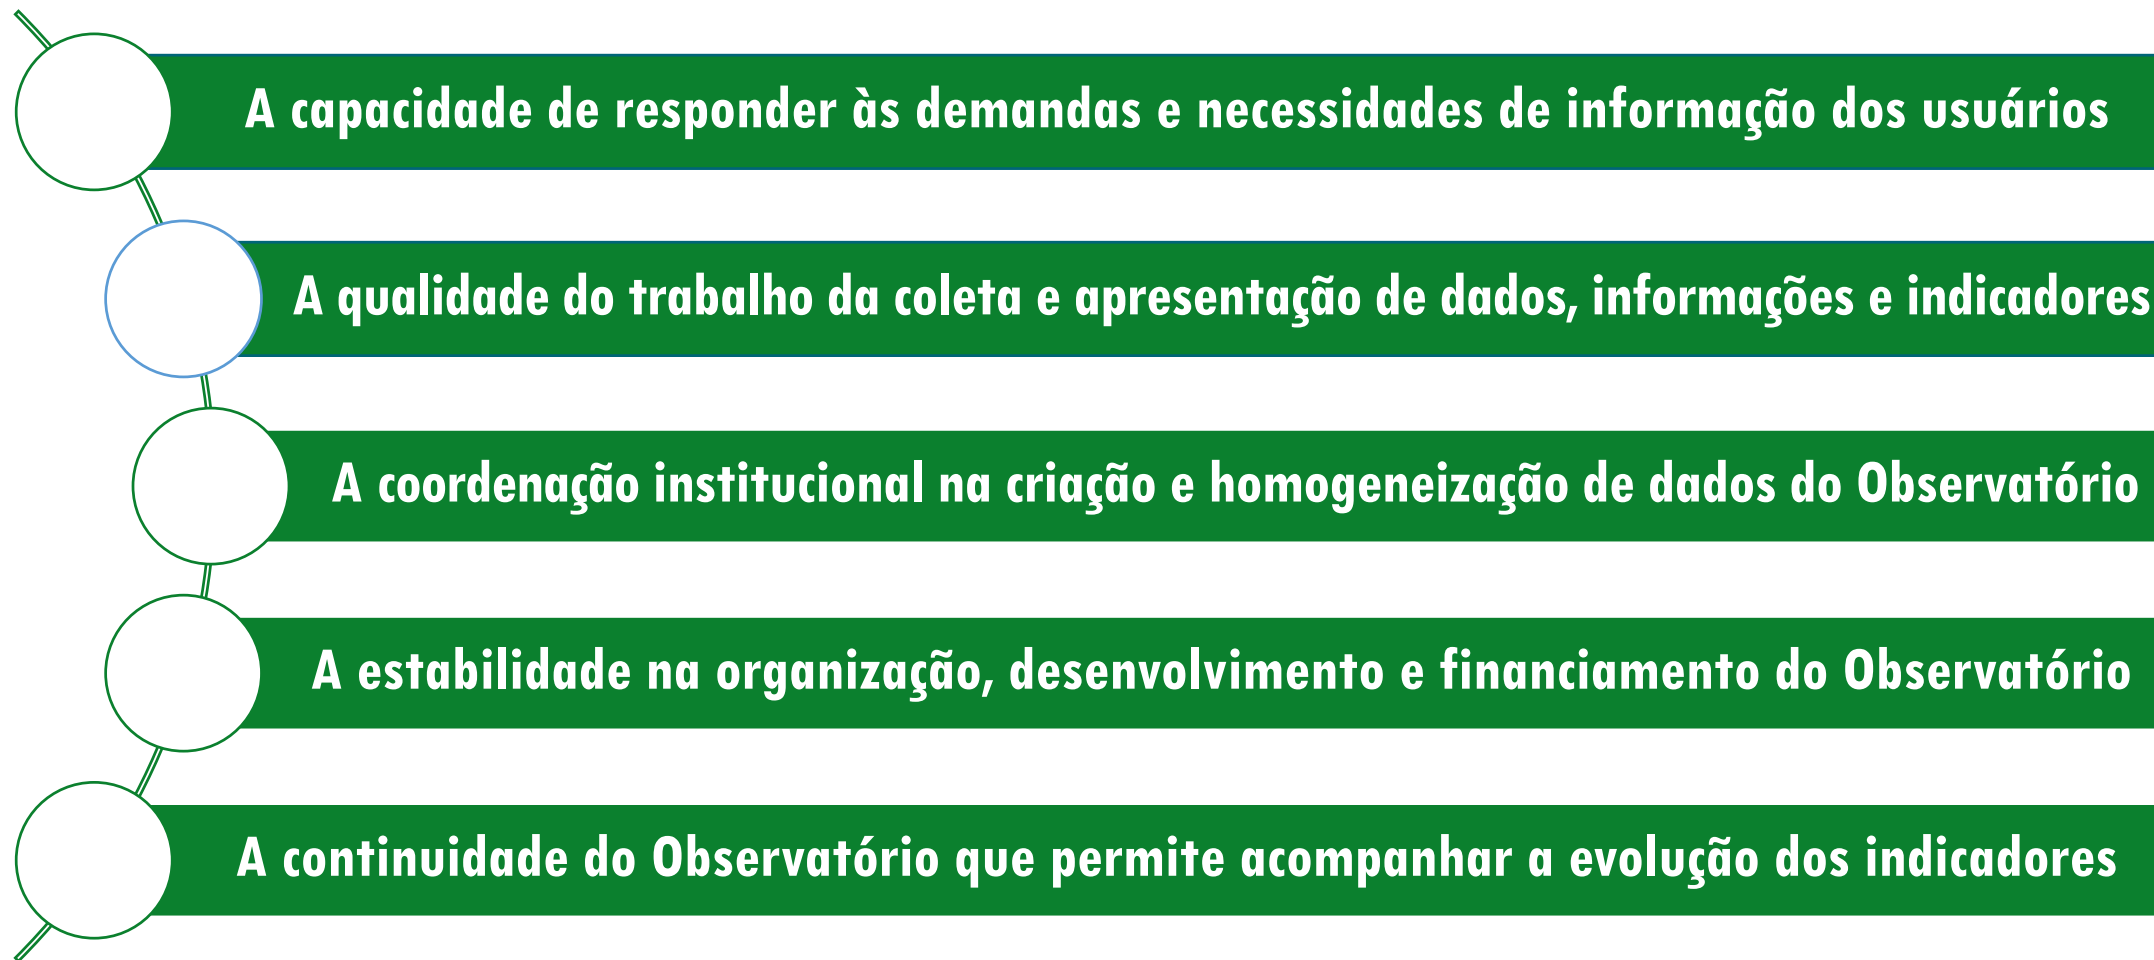 A capacidade de responder às demandas e necessidades de informação dos usuários
A qualidade do trabalho da coleta e apresentação de dados, informações e indicadores
A coordenação institucional na criação e homogeneização de dados do Observatório
A estabilidade na organização, desenvolvimento e financiamento do Observatório
A continuidade do Observatório que permite acompanhar a evolução dos indicadores